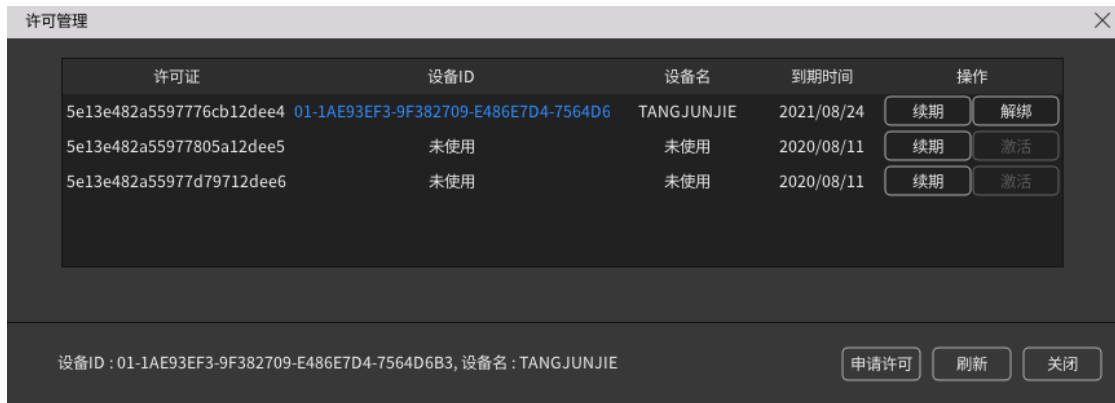 许可管理
许可证 设备ID 设备名 到期时间 操作
5e13e482a5597776cb12dee4 01-1AE93EF3-9F382709-E486E7D4-7564D6 TANGJUNJIE 2021/08/24 续期 解绑
5e13e482a55977805a12dee5 未使用 未使用 2020/08/11 续期 激活
5e13e482a55977d79712dee6 未使用 未使用 2020/08/11 续期 激活
设备ID : 01-1AE93EF3-9F382709-E486E7D4-7564D6B3, 设备名 : TANGJUNJIE 申请许可 刷新 关闭